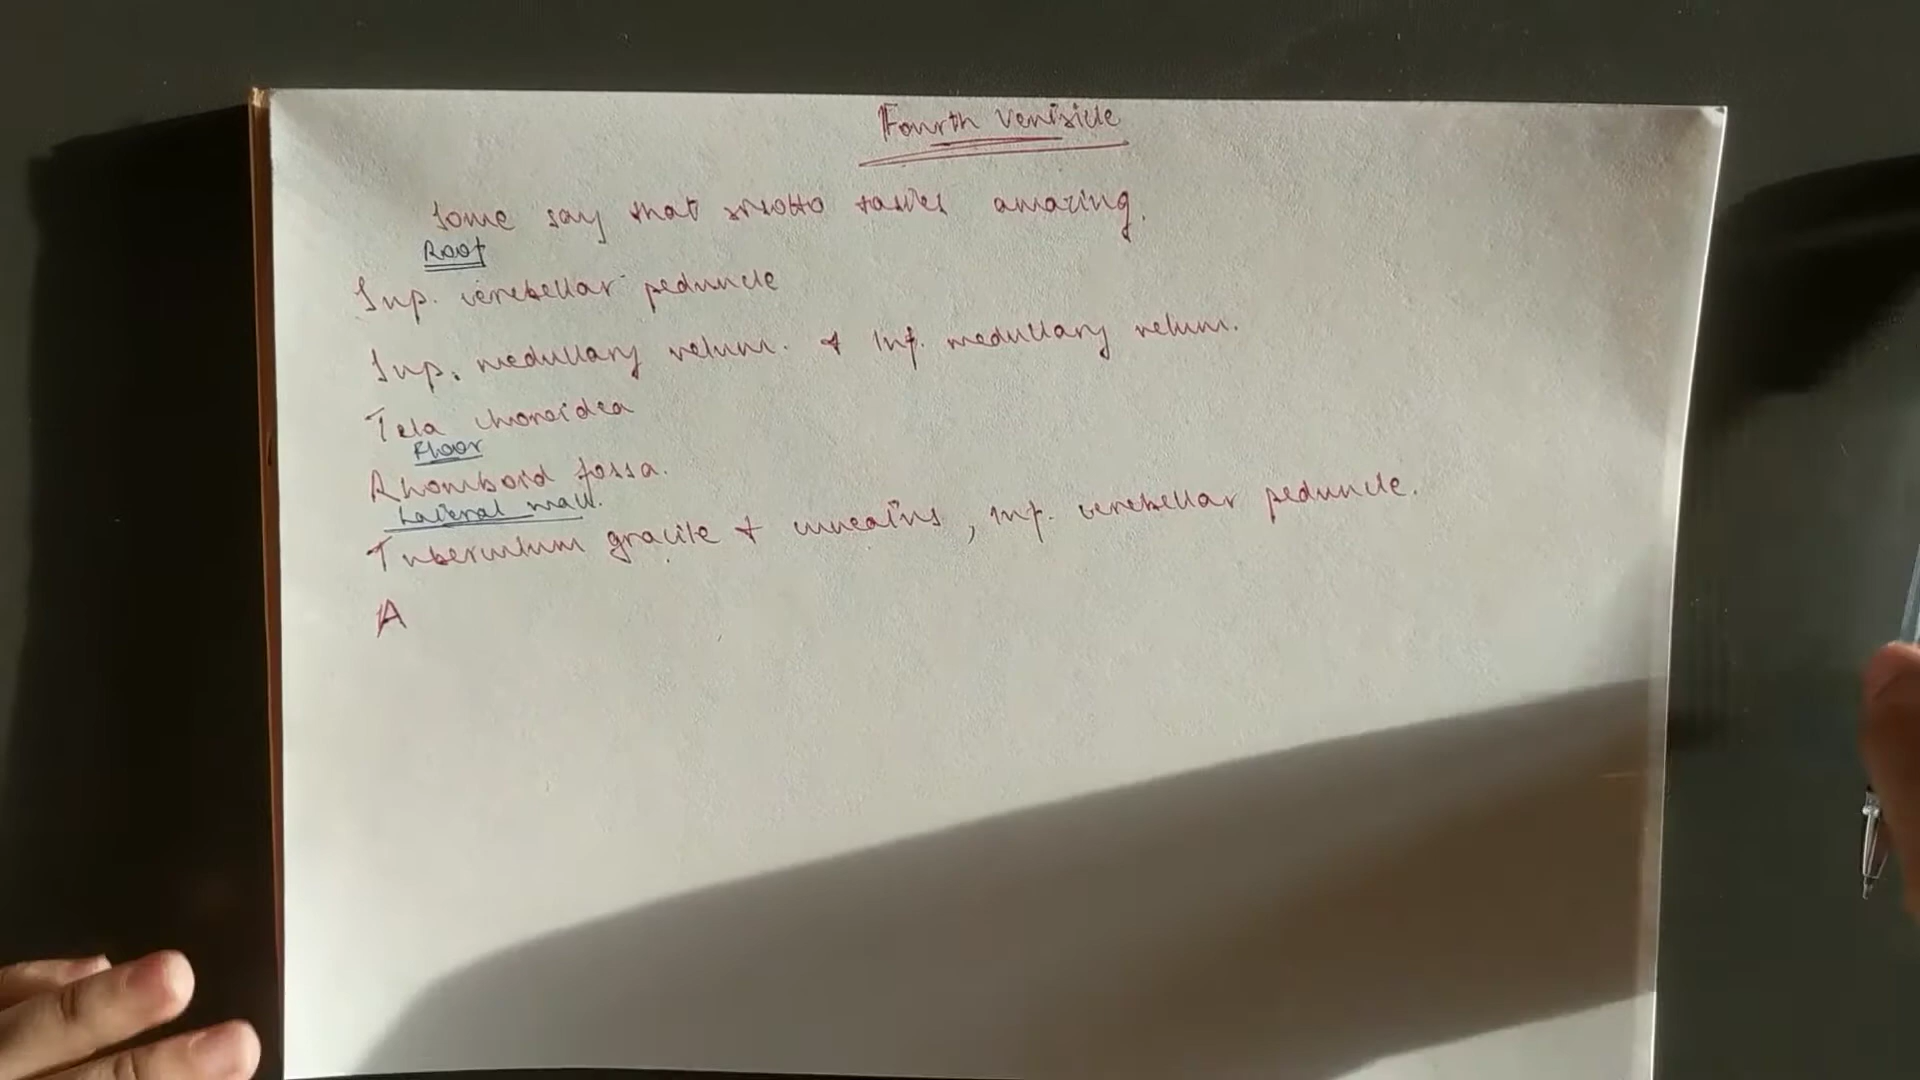 Fourth Ventricle
Some say that risotto tastes amazing.
Roof
Sup. cerebellar peduncle
Sup. medullary velum. & Inf. medullary velum.
Tela choroidea
Floor
Rhomboid fossa.
Lateral wall.
Tuberculum gracile & cuneatus, inf. cerebellar peduncle.
A